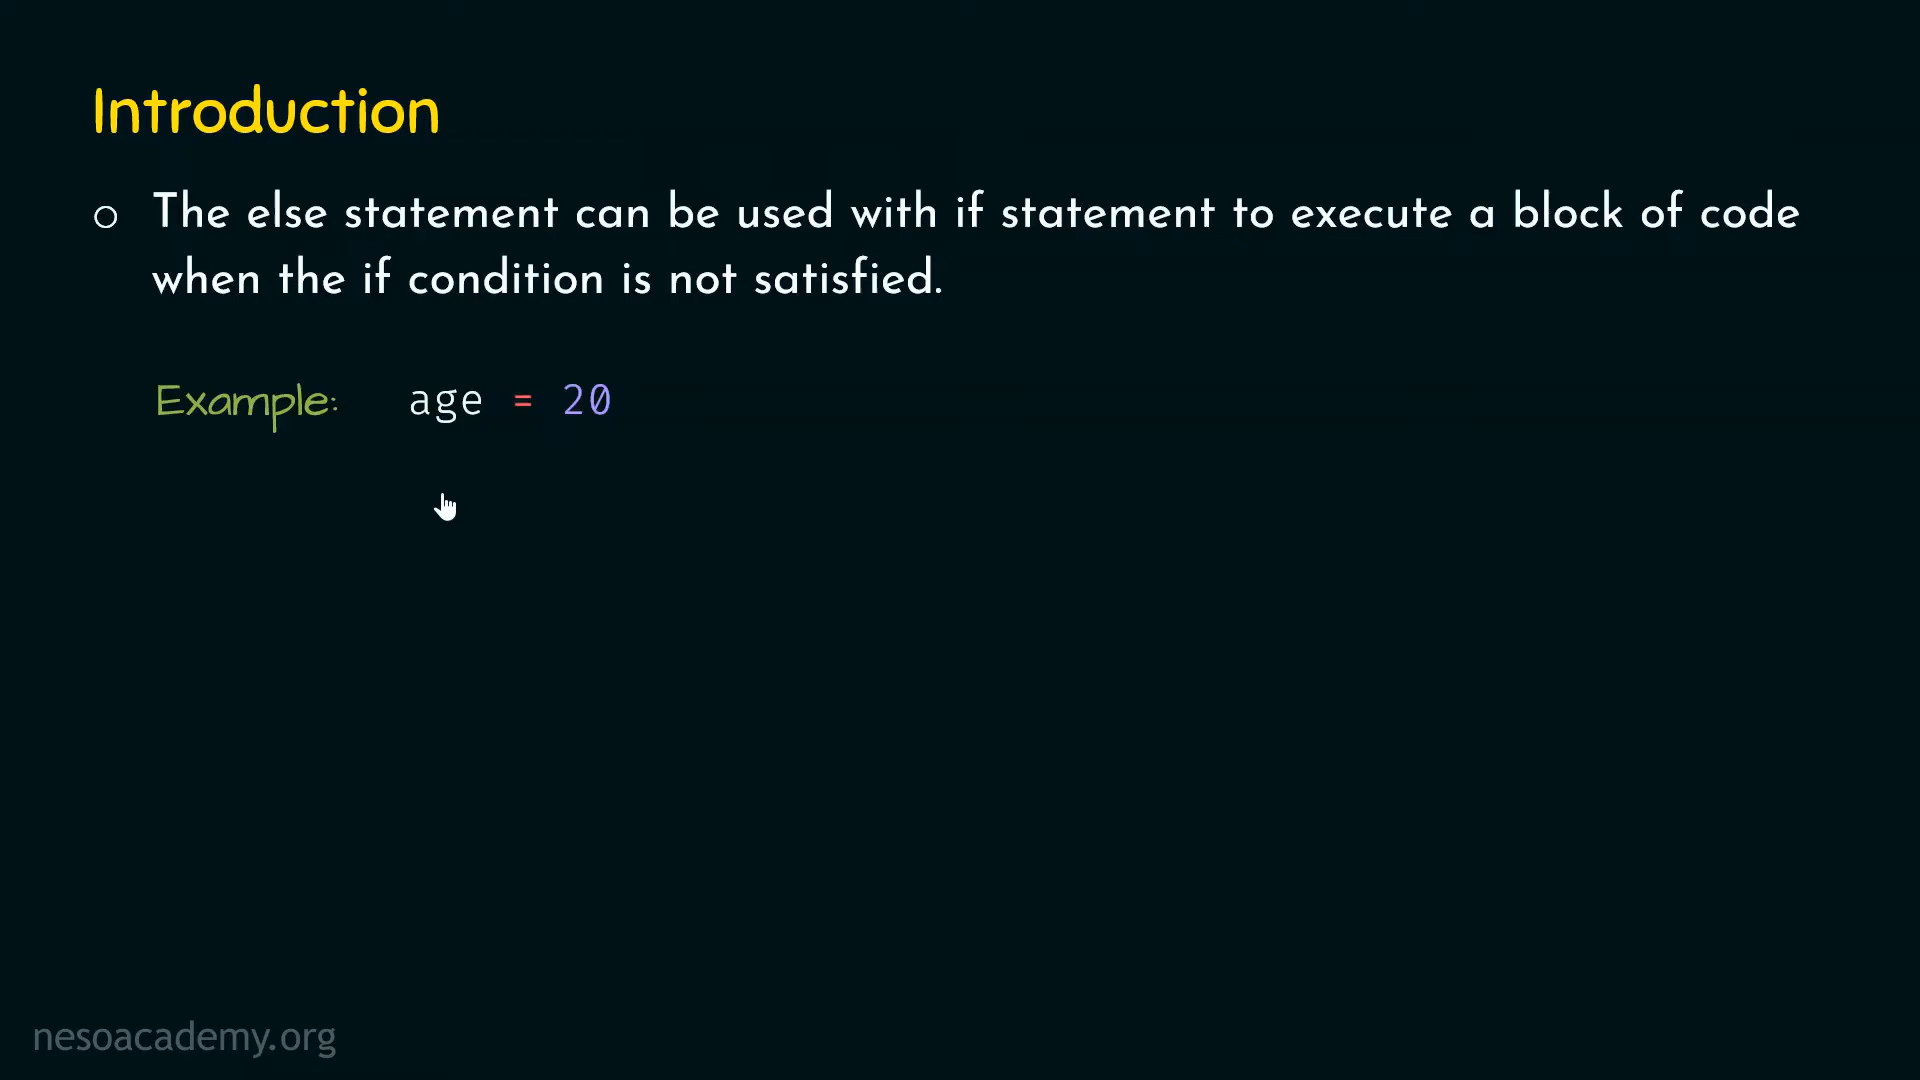 Introduction
○ The else statement can be used with if statement to execute a block of code
when the if condition is not satisfied.
Example: age = 20
nesoacademy.org